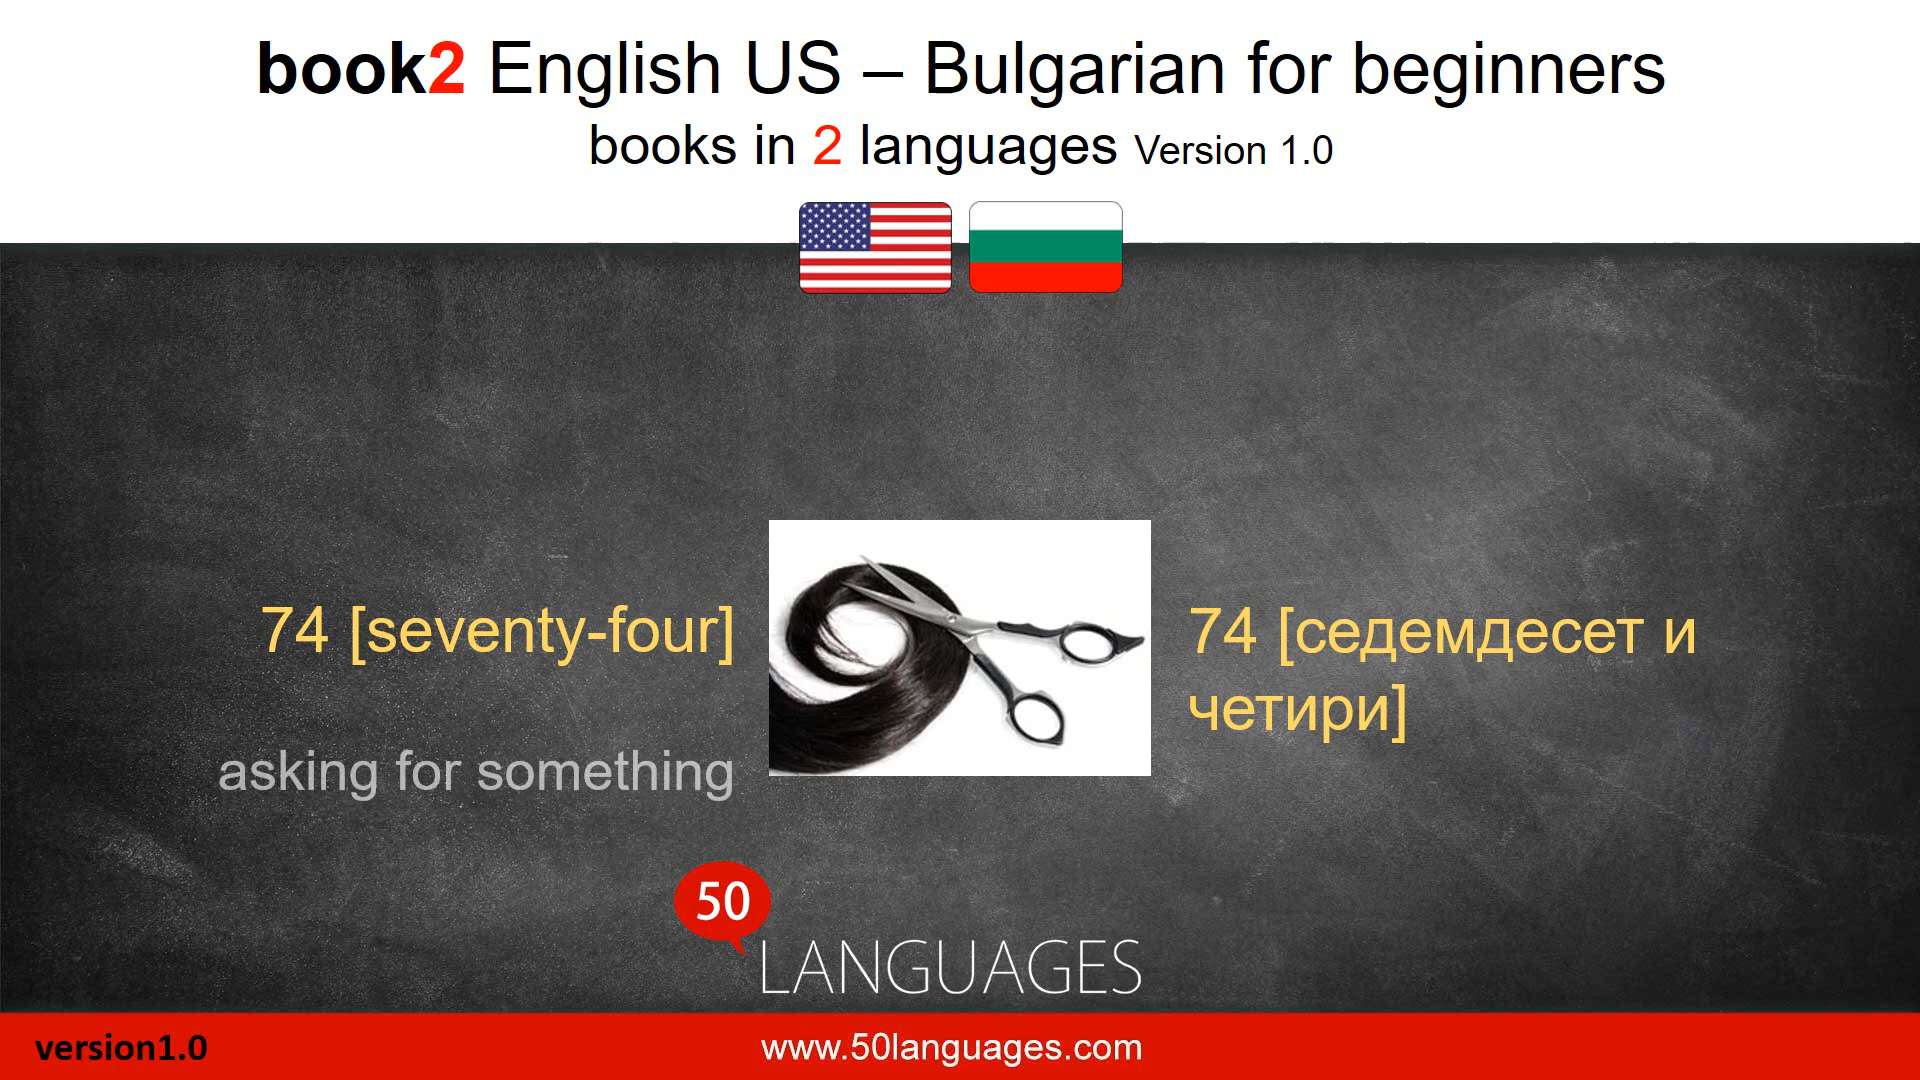 book2 English US – Bulgarian for beginners
books in 2 languages Version 1.0
74 [seventy-four]
asking for something
74 [седемдесет и
четири]
50
LANGUAGES
version1.0
www.50languages.com